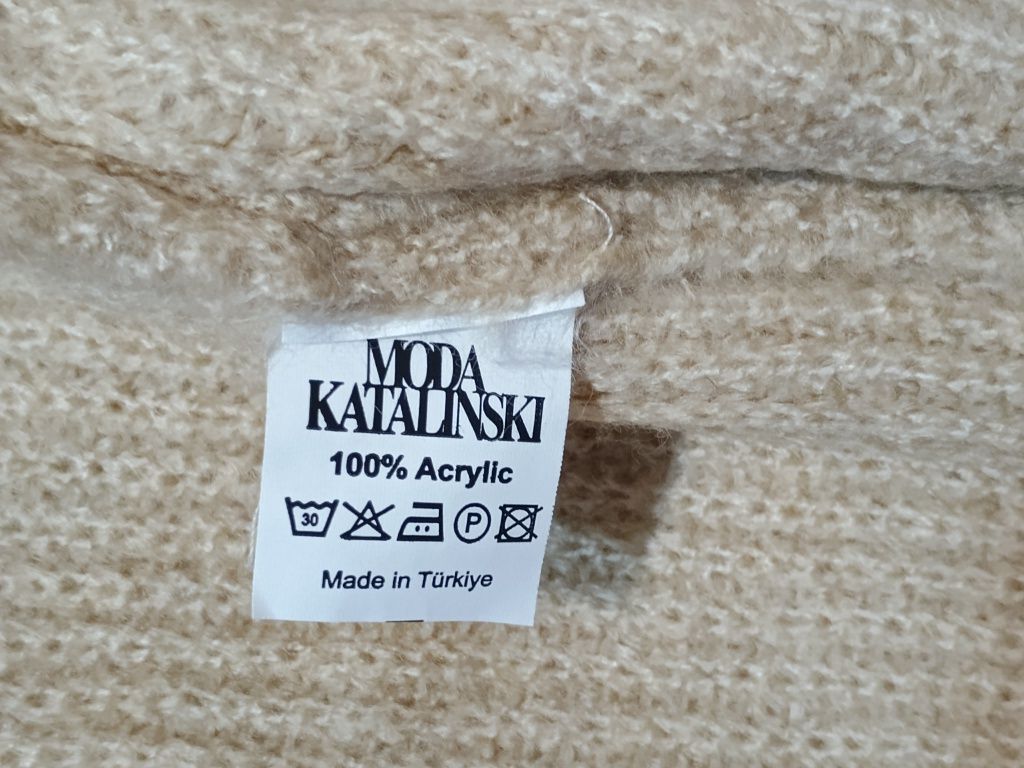 MODA
KATALINSKI
100% Acrylic
30 P
Made in Türkiye